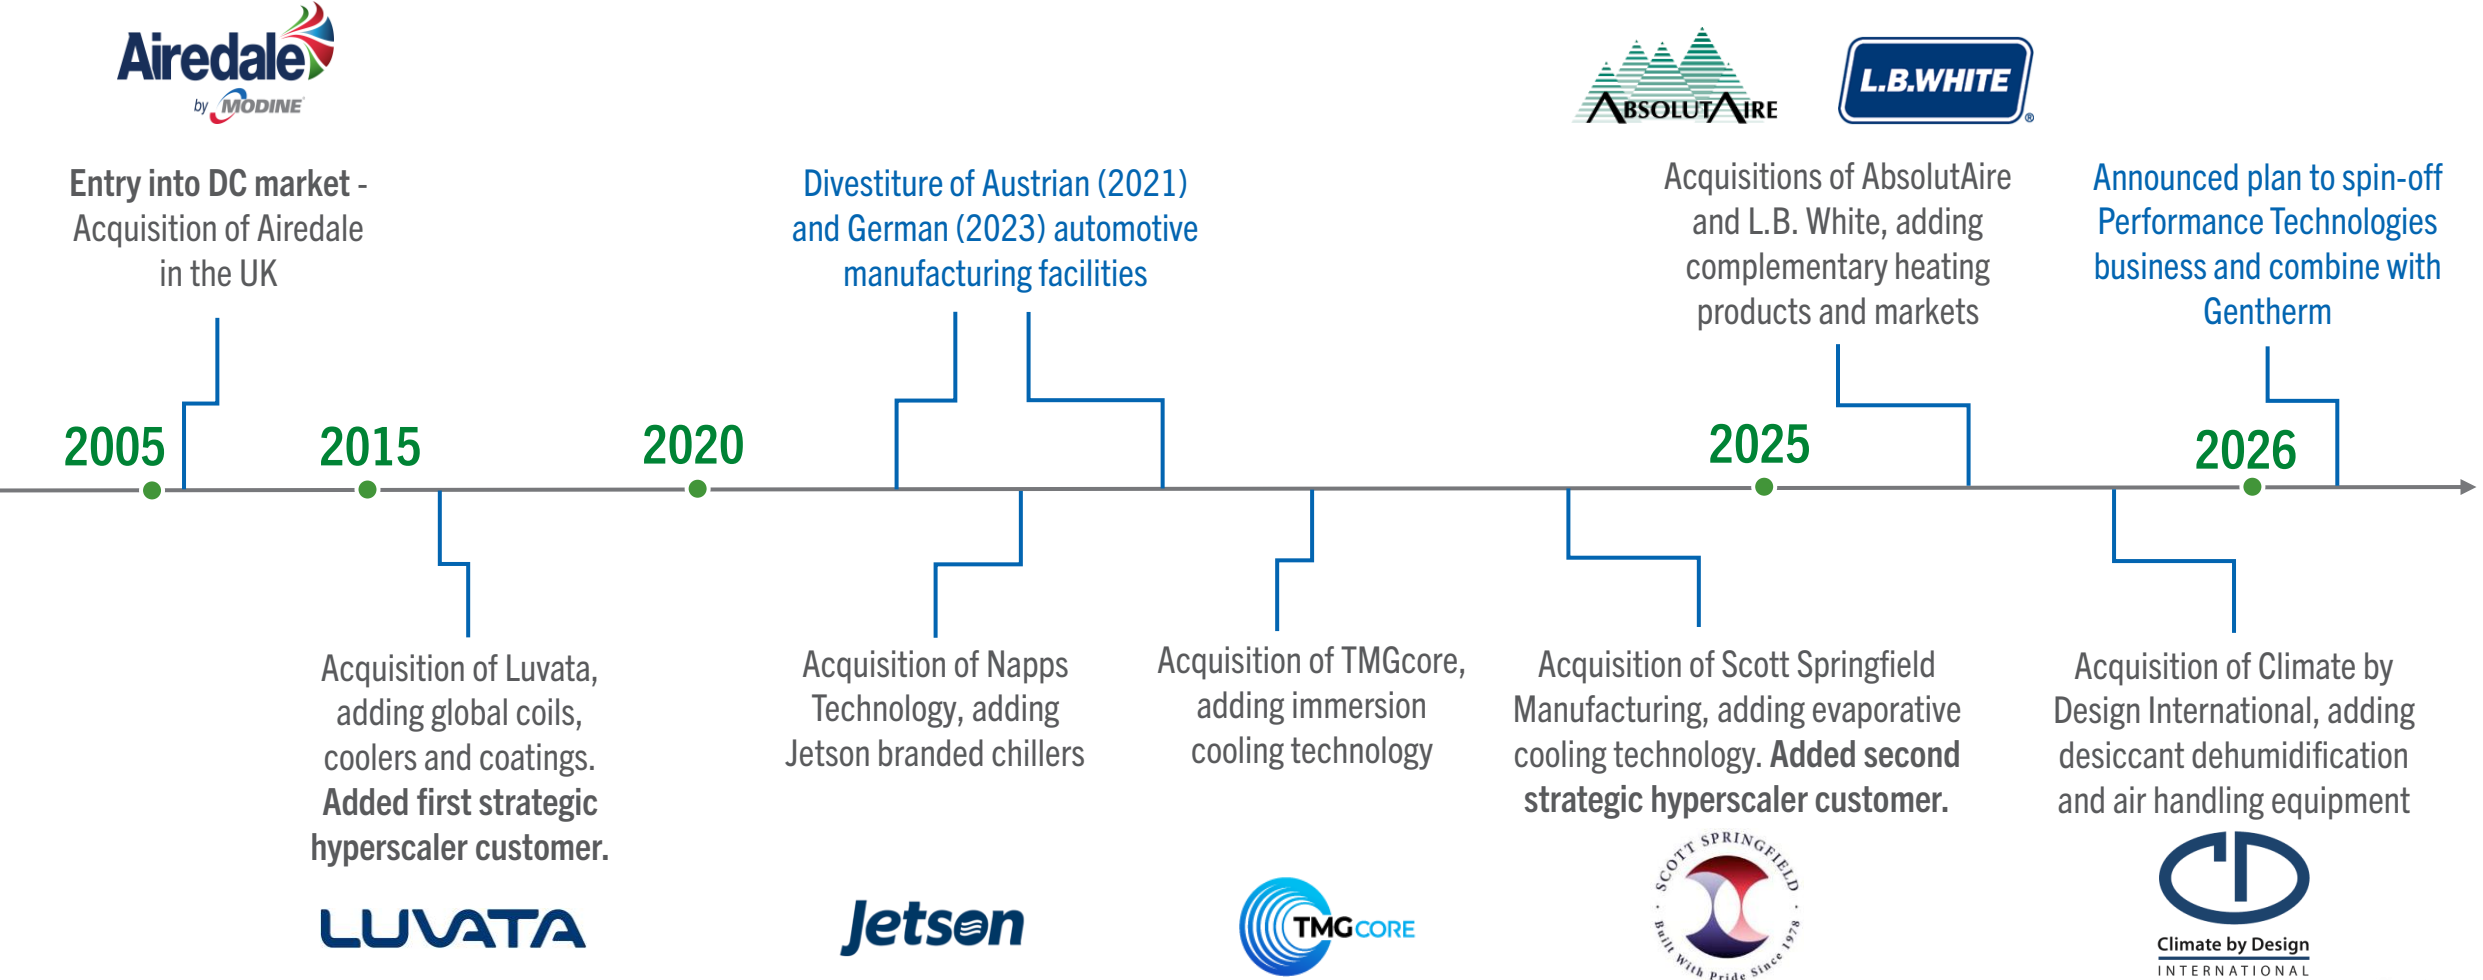 Airedale
by MODINE
ABSOLUTAIRE
L.B.WHITE
®
Entry into DC market -
Acquisition of Airedale
in the UK
Divestiture of Austrian (2021)
and German (2023) automotive
manufacturing facilities
Acquisitions of AbsolutAire
and L.B. White, adding
complementary heating
products and markets
Announced plan to spin-off
Performance Technologies
business and combine with
Gentherm
2005
2015
2020
2025
2026
Acquisition of Luvata,
adding global coils,
coolers and coatings.
Added first strategic
hyperscaler customer.
Acquisition of Napps
Technology, adding
Jetson branded chillers
Acquisition of TMGcore,
adding immersion
cooling technology
Acquisition of Scott Springfield
Manufacturing, adding evaporative
cooling technology. Added second
strategic hyperscaler customer.
Acquisition of Climate by
Design International, adding
desiccant dehumidification
and air handling equipment
LUVATA
Jetson
TMGCORE
SCOTT SPRINGFIELD
Built With Pride Since 1978
Climate by Design
INTERNATIONAL